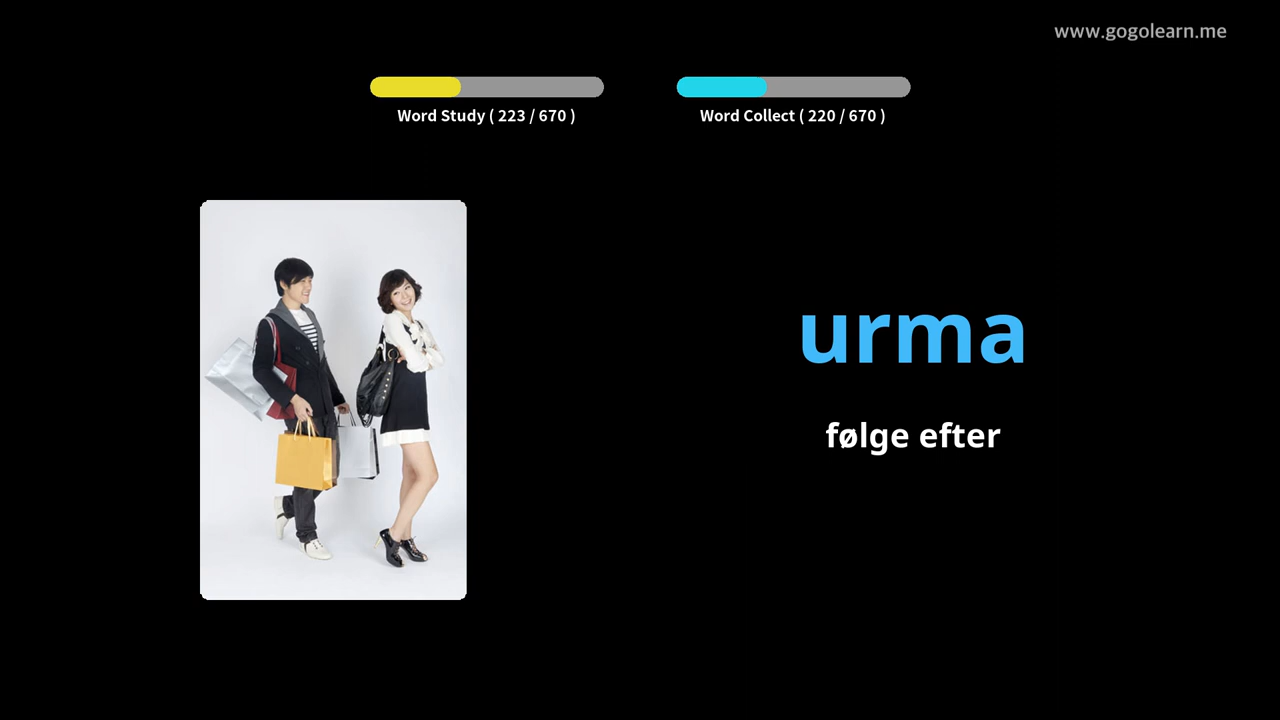 www.gogolearn.me
Word Study ( 223 / 670 )
Word Collect ( 220 / 670 )
urma
følge efter